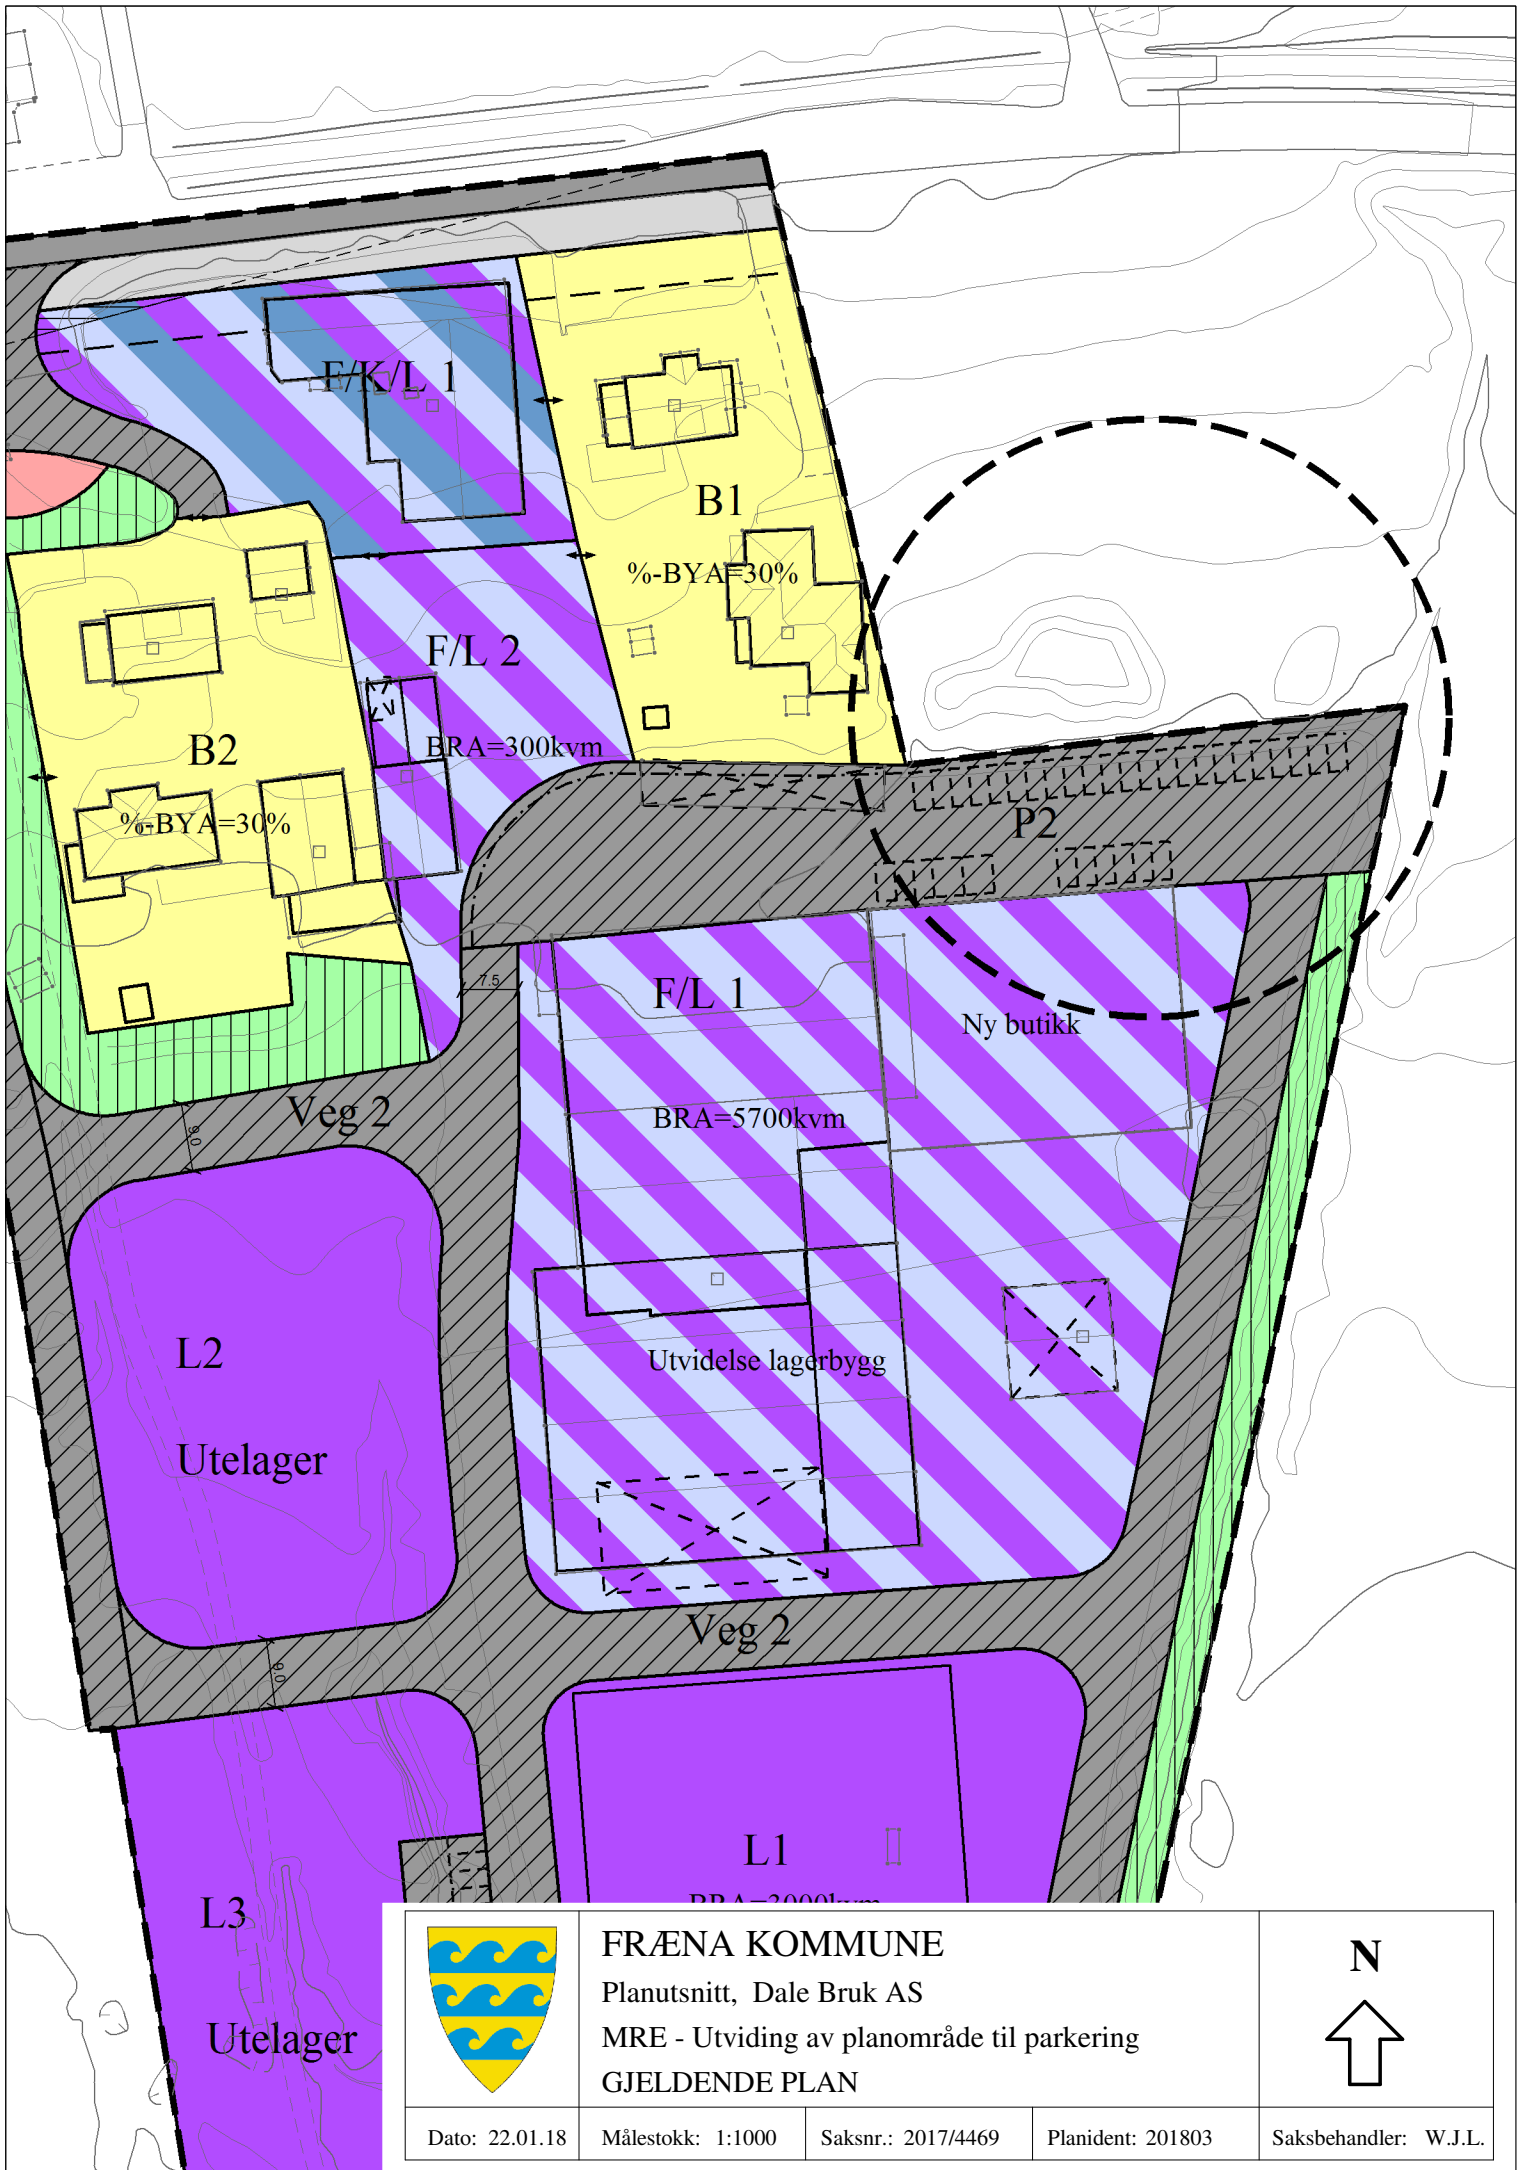 F/K/L 1
B1
%-BYA=30%
F/L 2
B2
BRA=300kvm
%-BYA=30%
P2
7.5
F/L 1
Ny butikk
BRA=5700kvm
Veg 2
9.0
L2
Utvidelse lagerbygg
Utelager
Veg 2
9.0
L1
BRA=3000kvm
L3
Utelager
FRÆNA KOMMUNE
Planutsnitt, Dale Bruk AS
MRE - Utviding av planområde til parkering
GJELDENDE PLAN
N
Dato: 22.01.18
Målestokk: 1:1000
Saksnr.: 2017/4469
Planident: 201803
Saksbehandler: W.J.L.